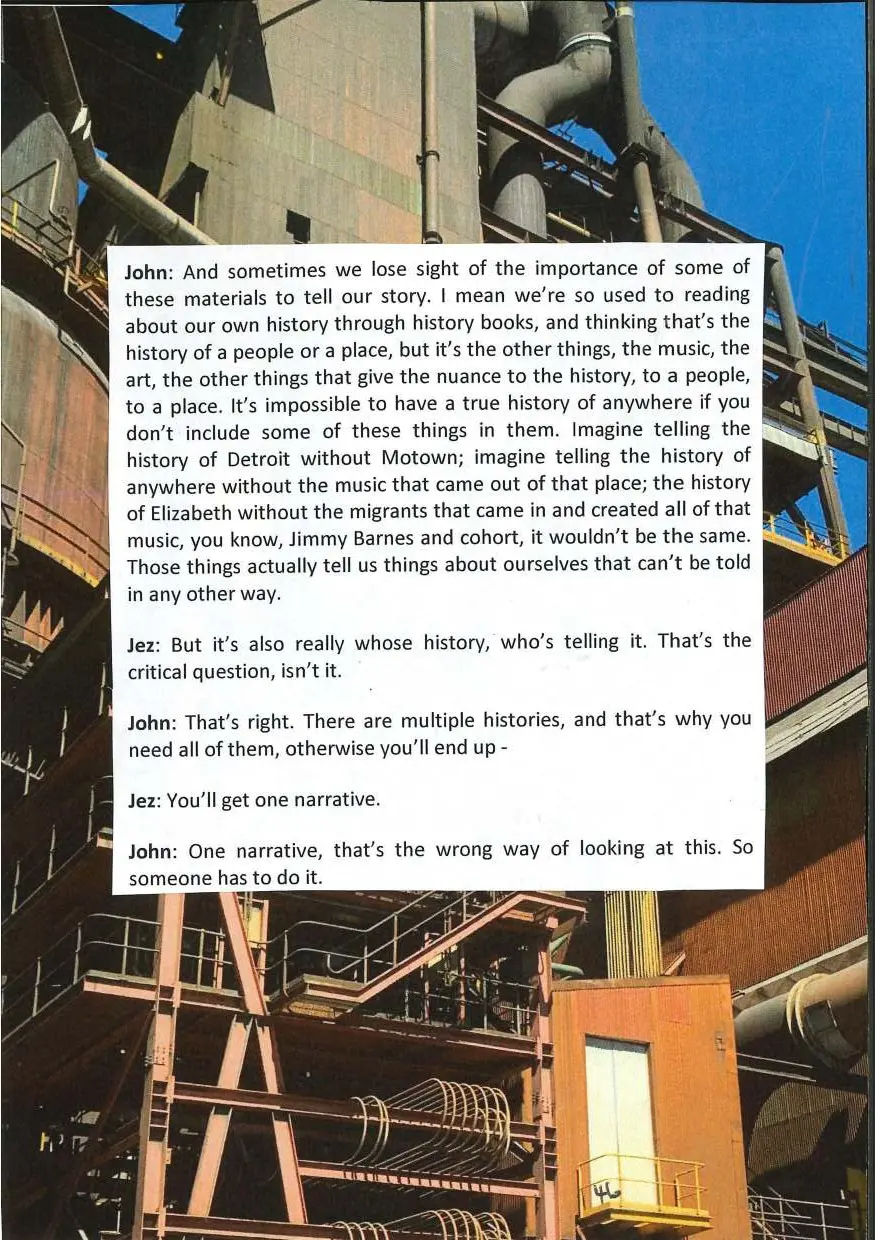 John: And sometimes we lose sight of the importance of some of
these materials to tell our story. I mean we're so used to reading
about our own history through history books, and thinking that's the
history of a people or a place, but it's the other things, the music, the
art, the other things that give the nuance to the history, to a people,
to a place. It's impossible to have a true history of anywhere if you
don't include some of these things in them. Imagine telling the
history of Detroit without Motown; imagine telling the history of
anywhere without the music that came out of that place; the history
of Elizabeth without the migrants that came in and created all of that
music, you know, Jimmy Barnes and cohort, it wouldn't be the same.
Those things actually tell us things about ourselves that can't be told
in any other way.
Jez: But it's also really whose history, who's telling it. That's the
critical question, isn't it.
John: That's right. There are multiple histories, and that's why you
need all of them, otherwise you'll end up -
Jez: You'll get one narrative.
John: One narrative, that's the wrong way of looking at this. So
someone has to do it.
46